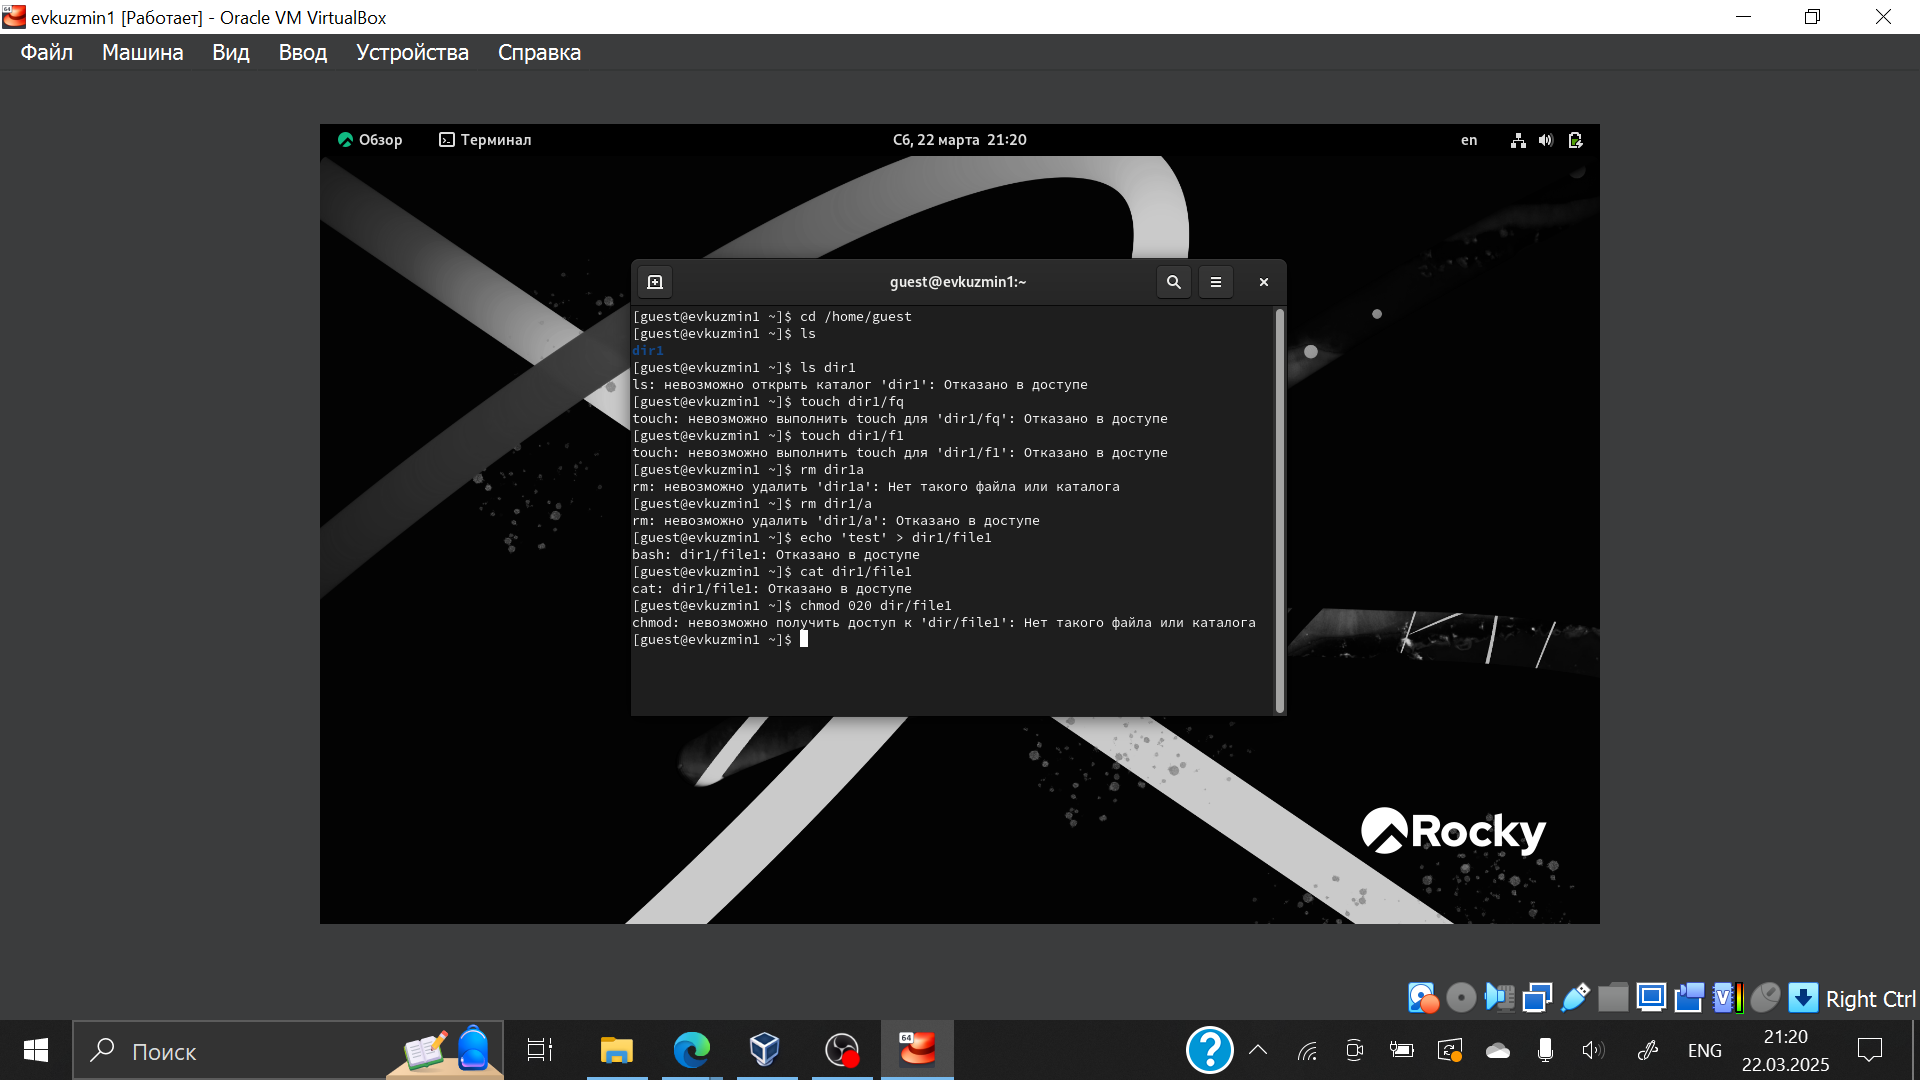 evkuzmin1 [Работает] - Oracle VM VirtualBox
Файл Машина Вид Ввод Устройства Справка
Обзор Терминал Сб, 22 марта 21:20 en
guest@evkuzmin1:~
[guest@evkuzmin1 ~]$ cd /home/guest
[guest@evkuzmin1 ~]$ ls
dir1
[guest@evkuzmin1 ~]$ ls dir1
ls: невозможно открыть каталог 'dir1': Отказано в доступе
[guest@evkuzmin1 ~]$ touch dir1/fq
touch: невозможно выполнить touch для 'dir1/fq': Отказано в доступе
[guest@evkuzmin1 ~]$ touch dir1/f1
touch: невозможно выполнить touch для 'dir1/f1': Отказано в доступе
[guest@evkuzmin1 ~]$ rm dir1a
rm: невозможно удалить 'dir1a': Нет такого файла или каталога
[guest@evkuzmin1 ~]$ rm dir1/a
rm: невозможно удалить 'dir1/a': Отказано в доступе
[guest@evkuzmin1 ~]$ echo 'test' > dir1/file1
bash: dir1/file1: Отказано в доступе
[guest@evkuzmin1 ~]$ cat dir1/file1
cat: dir1/file1: Отказано в доступе
[guest@evkuzmin1 ~]$ chmod 020 dir/file1
chmod: невозможно получить доступ к 'dir/file1': Нет такого файла или каталога
[guest@evkuzmin1 ~]$
Rocky
Right Ctrl
Поиск
64
ENG
21:20
22.03.2025